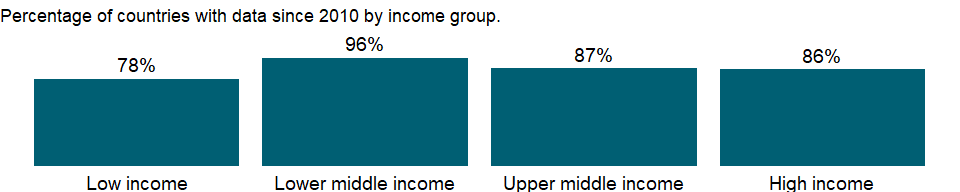 Percentage of countries with data since 2010 by income group.
78% 96% 87% 86%
Low income Lower middle income Upper middle income High income